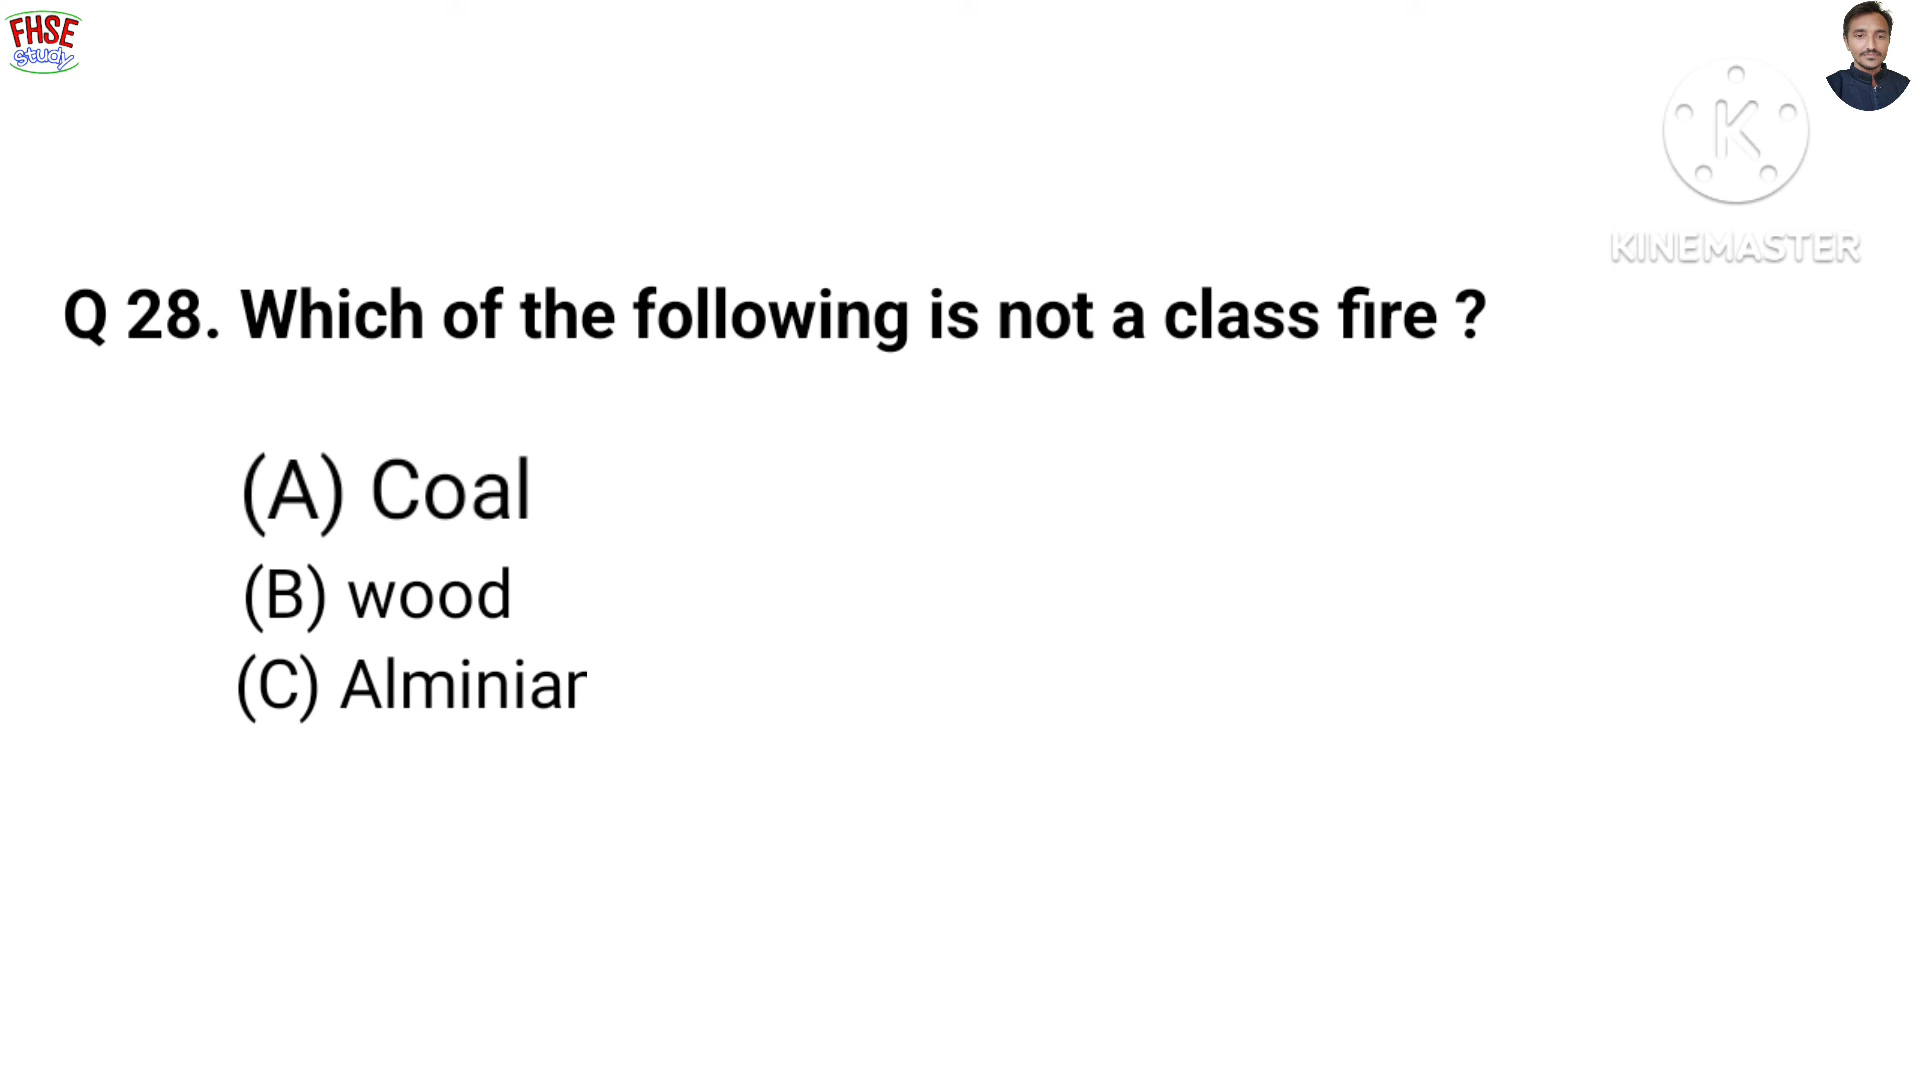 FHSE
Study
K
KINEMASTER
Q 28. Which of the following is not a class fire ?
(A) Coal
(B) wood
(C) Alminiar